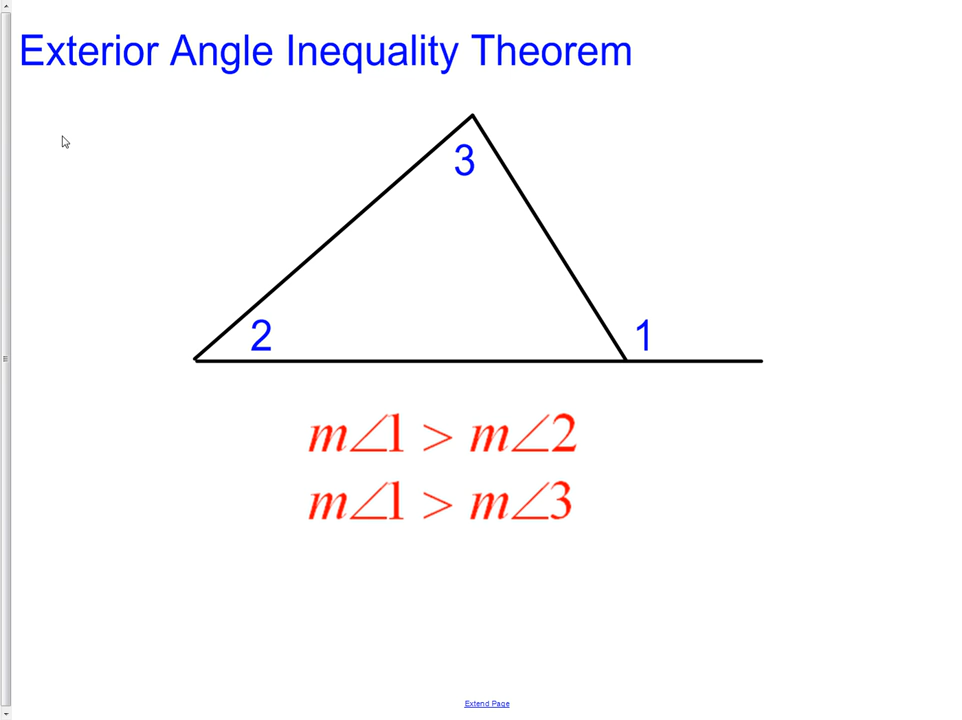 Exterior Angle Inequality Theorem
3
2
1
m∠1 > m∠2
m∠1 > m∠3
Extend Page